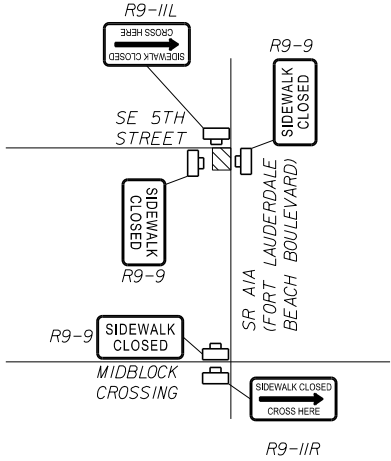 R9-11L
CROSS HERE
SIDEWALK CLOSED
R9-9
SIDEWALK
CLOSED
SE 5TH
STREET
SIDEWALK
CLOSED
R9-9
SR A1A
(FORT LAUDERDALE
BEACH BOULEVARD)
R9-9
SIDEWALK
CLOSED
MIDBLOCK
CROSSING
SIDEWALK CLOSED
CROSS HERE
R9-11R